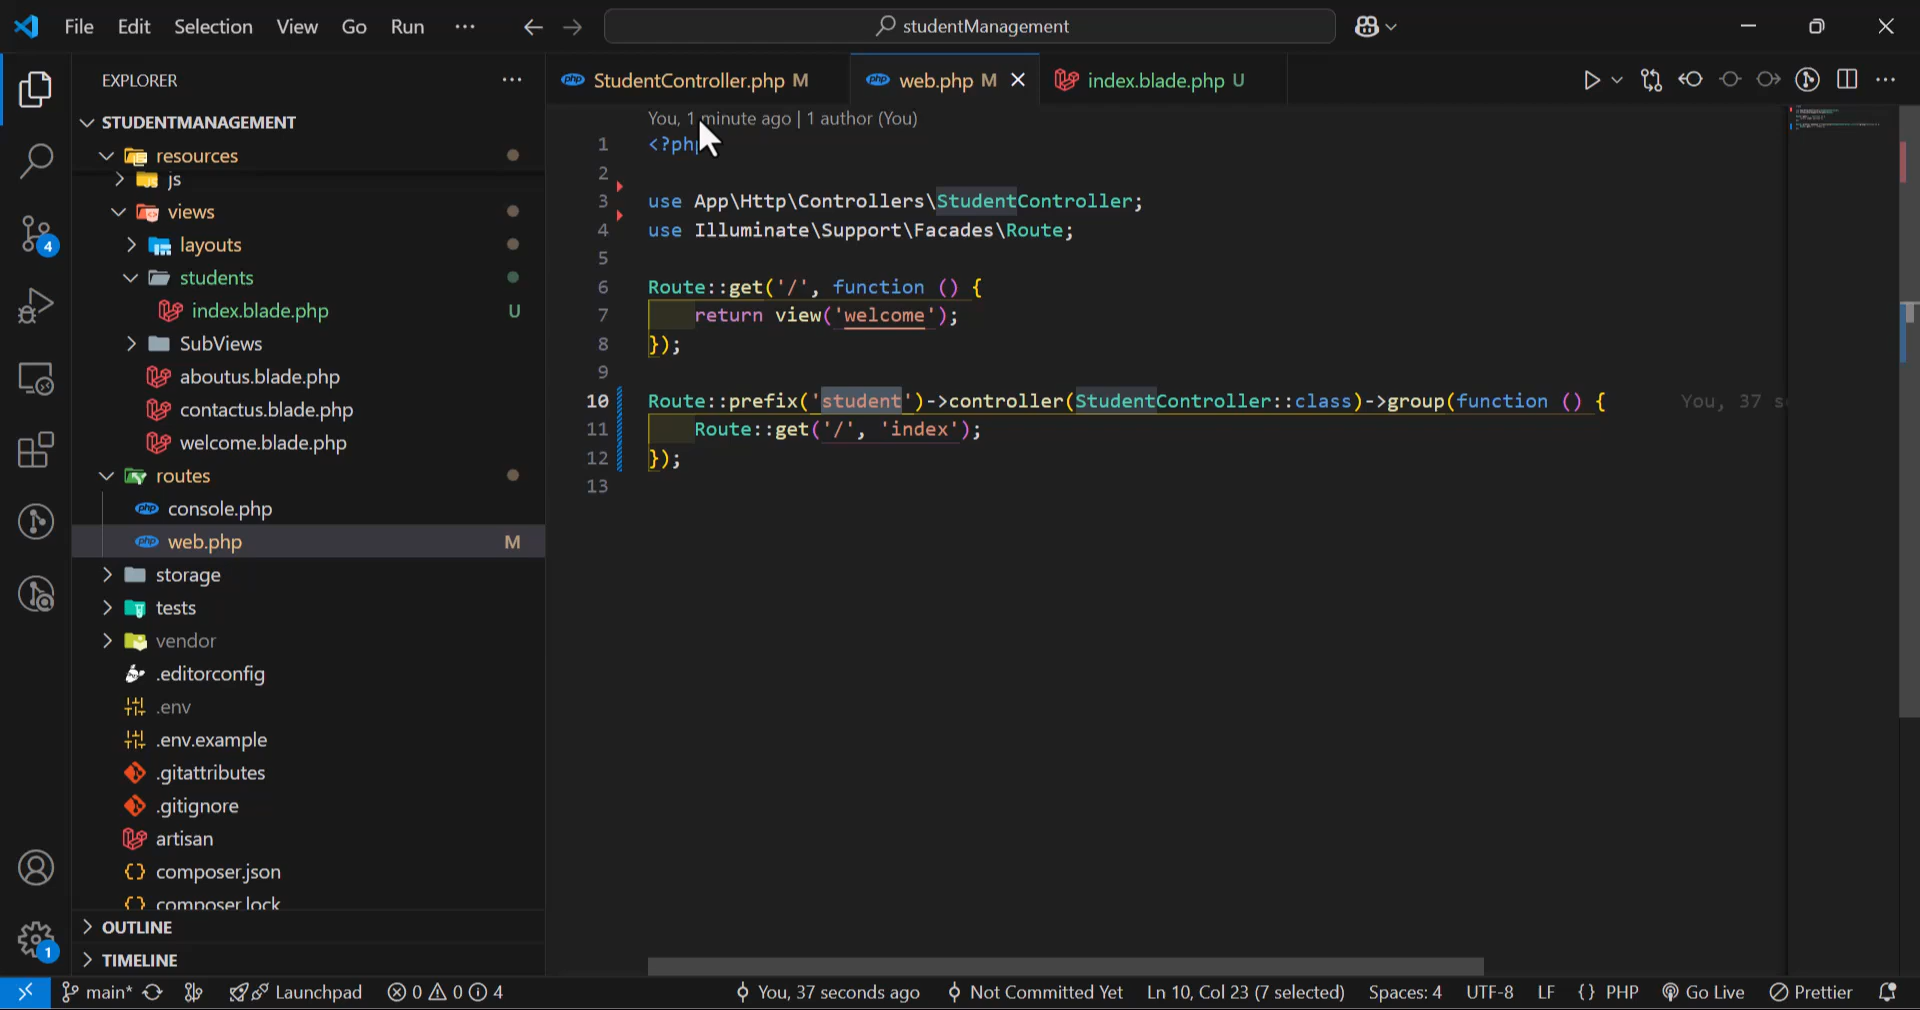 File Edit Selection View Go Run ··· ← → studentManagement
EXPLORER ···
STUDENTMANAGEMENT
resources
js
views
layouts
students
index.blade.php U
SubViews
aboutus.blade.php
contactus.blade.php
welcome.blade.php
routes
console.php
web.php M
storage
tests
vendor
.editorconfig
.env
.env.example
.gitattributes
.gitignore
artisan
{} composer.json
{} composer.lock
OUTLINE
TIMELINE
4
1
php StudentController.php M php web.php M × index.blade.php U
You, 1 minute ago | 1 author (You)
1 <?php
2
3 use App\Http\Controllers\StudentController;
4 use Illuminate\Support\Facades\Route;
5
6 Route::get('/', function () {
7 return view('welcome');
8 });
9
10 Route::prefix('student')->controller(StudentController::class)->group(function () { You, 37 s
11 Route::get('/', 'index');
12 });
13
main* Launchpad 0 0 4 You, 37 seconds ago Not Committed Yet Ln 10, Col 23 (7 selected) Spaces: 4 UTF-8 LF {} PHP Go Live Prettier